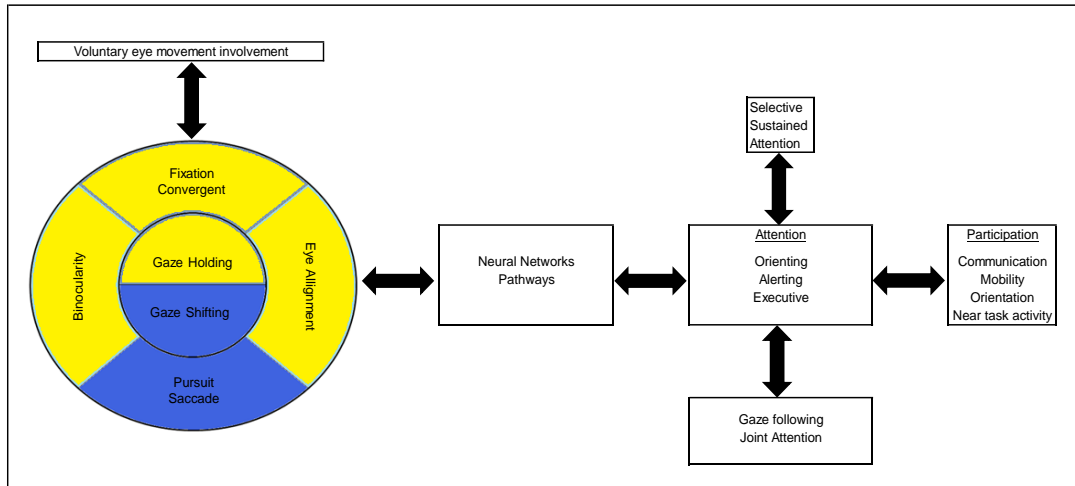 Voluntary eye movement involvement
Fixation
Convergent
Binocularity
Gaze Holding
Gaze Shifting
Eye Allignment
Pursuit
Saccade
Neural Networks
Pathways
Selective
Sustained
Attention
Attention
Orienting
Alerting
Executive
Gaze following
Joint Attention
Participation
Communication
Mobility
Orientation
Near task activity